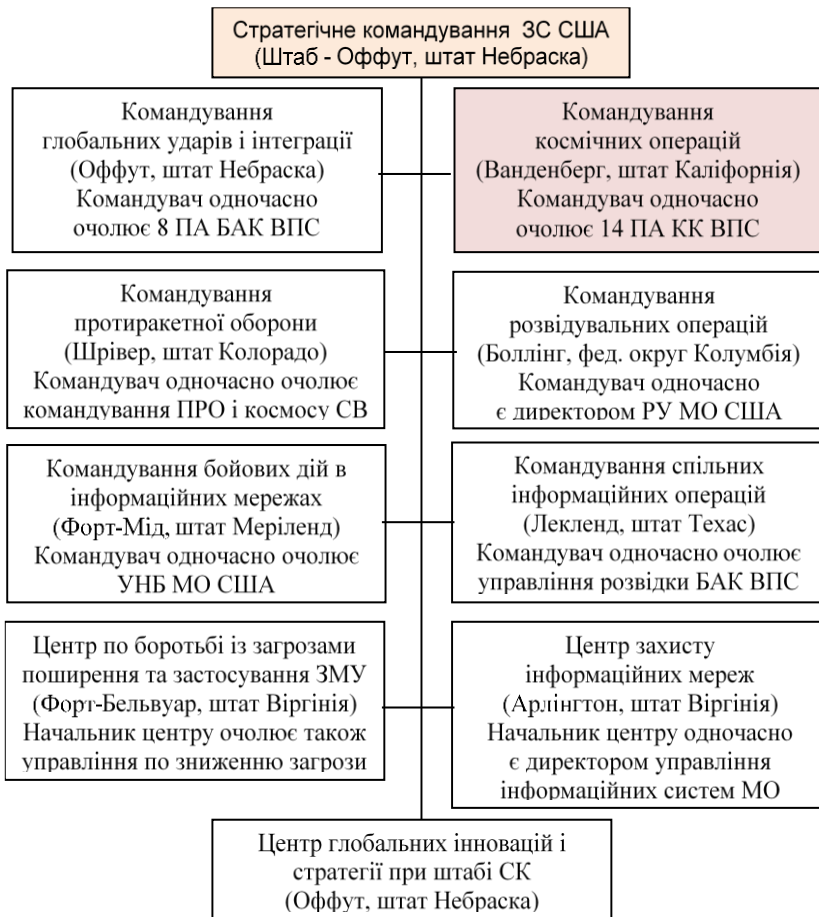 Стратегічне командування ЗС США
(Штаб - Оффут, штат Небраска)
Командування
глобальних ударів і інтеграції
(Оффут, штат Небраска)
Командувач одночасно
очолює 8 ПА БАК ВПС
Командування
космічних операцій
(Ванденберг, штат Каліфорнія)
Командувач одночасно
очолює 14 ПА КК ВПС
Командування
протиракетної оборони
(Шрівер, штат Колорадо)
Командувач одночасно очолює
командування ПРО і космосу СВ
Командування
розвідувальних операцій
(Боллінг, фед. округ Колумбія)
Командувач одночасно
є директором РУ МО США
Командування бойових дій в
інформаційних мережах
(Форт-Мід, штат Меріленд)
Командувач одночасно очолює
УНБ МО США
Командування спільних
інформаційних операцій
(Лекленд, штат Техас)
Командувач одночасно очолює
управління розвідки БАК ВПС
Центр по боротьбі із загрозами
поширення та застосування ЗМУ
(Форт-Бельвуар, штат Віргінія)
Начальник центру очолює також
управління по зниженню загрози
Центр захисту
інформаційних мереж
(Арлінгтон, штат Віргінія)
Начальник центру одночасно
є директором управління
інформаційних систем МО
Центр глобальних інновацій і
стратегії при штабі СК
(Оффут, штат Небраска)